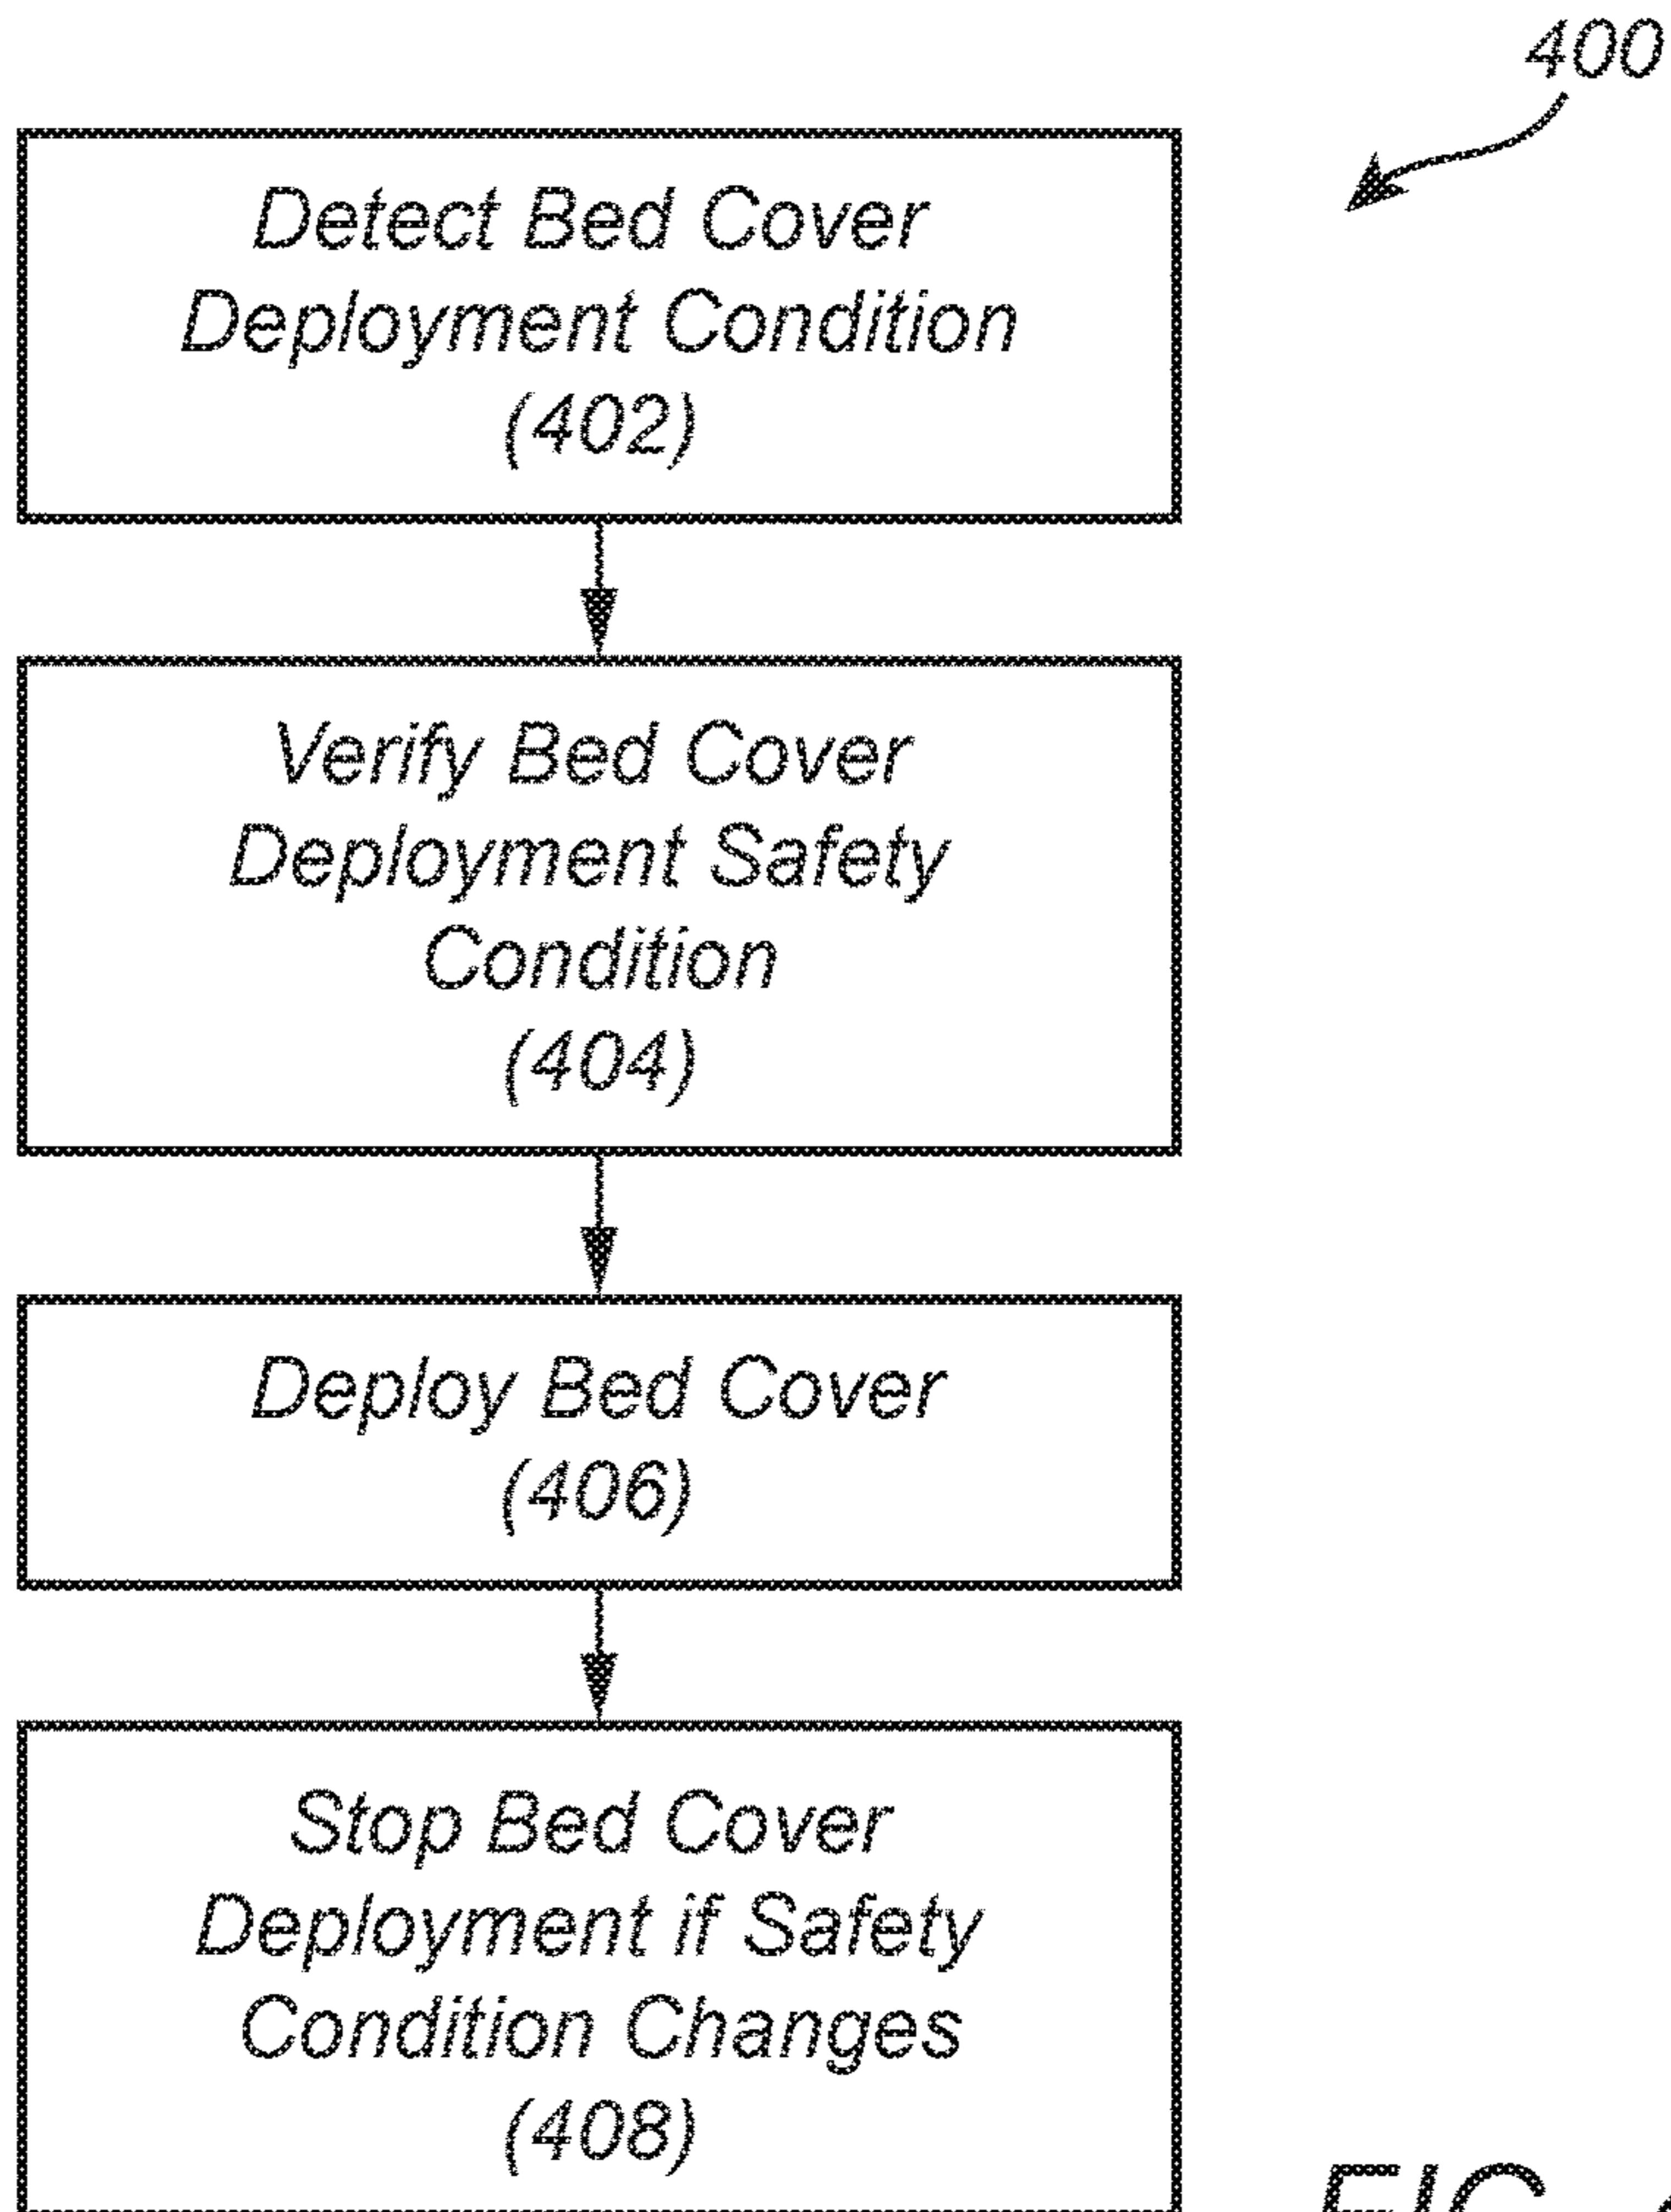 400
Detect Bed Cover
Deployment Condition
(402)
Verify Bed Cover
Deployment Safety
Condition
(404)
Deploy Bed Cover
(406)
Stop Bed Cover
Deployment if Safety
Condition Changes
(408)
FIG.